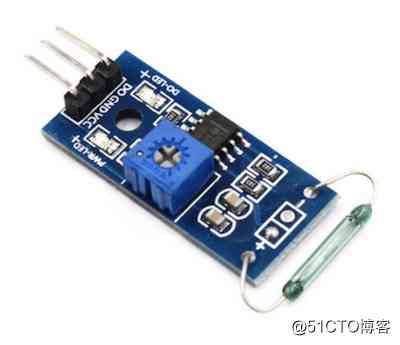 DO-LED
+
DO GND VCC
PWR-LED
+
+
-
@51CTO博客